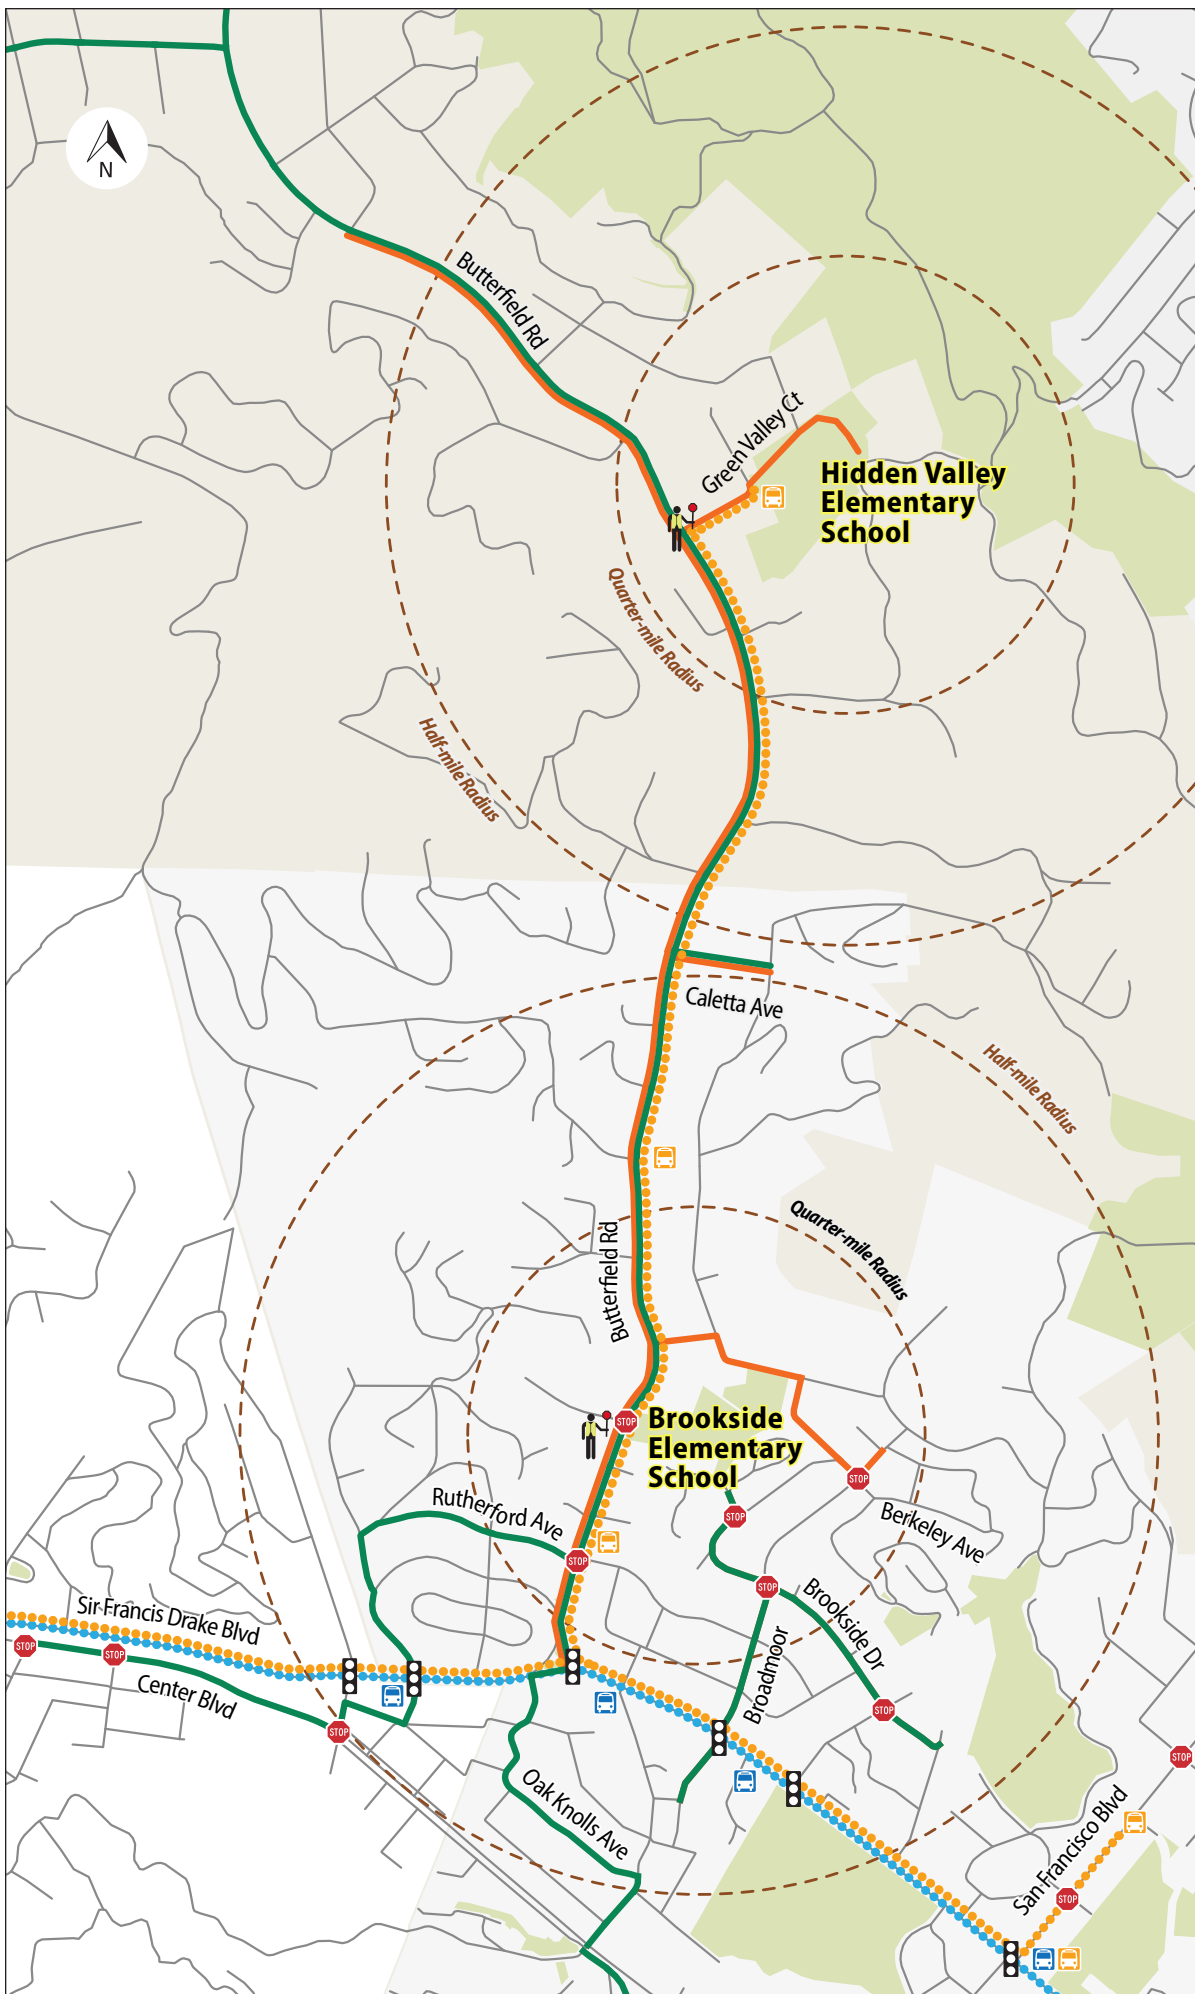 N
Butterfield Rd
Green Valley Ct
Hidden Valley
Elementary
School
Quarter-mile Radius
Half-mile Radius
Caletta Ave
Half-mile Radius
Quarter-mile Radius
Butterfield Rd
STOP
Brookside
Elementary
School
STOP
Rutherford Ave
STOP
Berkeley Ave
STOP
STOP
Brookside Dr
Sir Francis Drake Blvd
STOP
STOP
Broadmoor
Center Blvd
STOP
STOP
STOP
Oak Knolls Ave
San Francisco Blvd
STOP